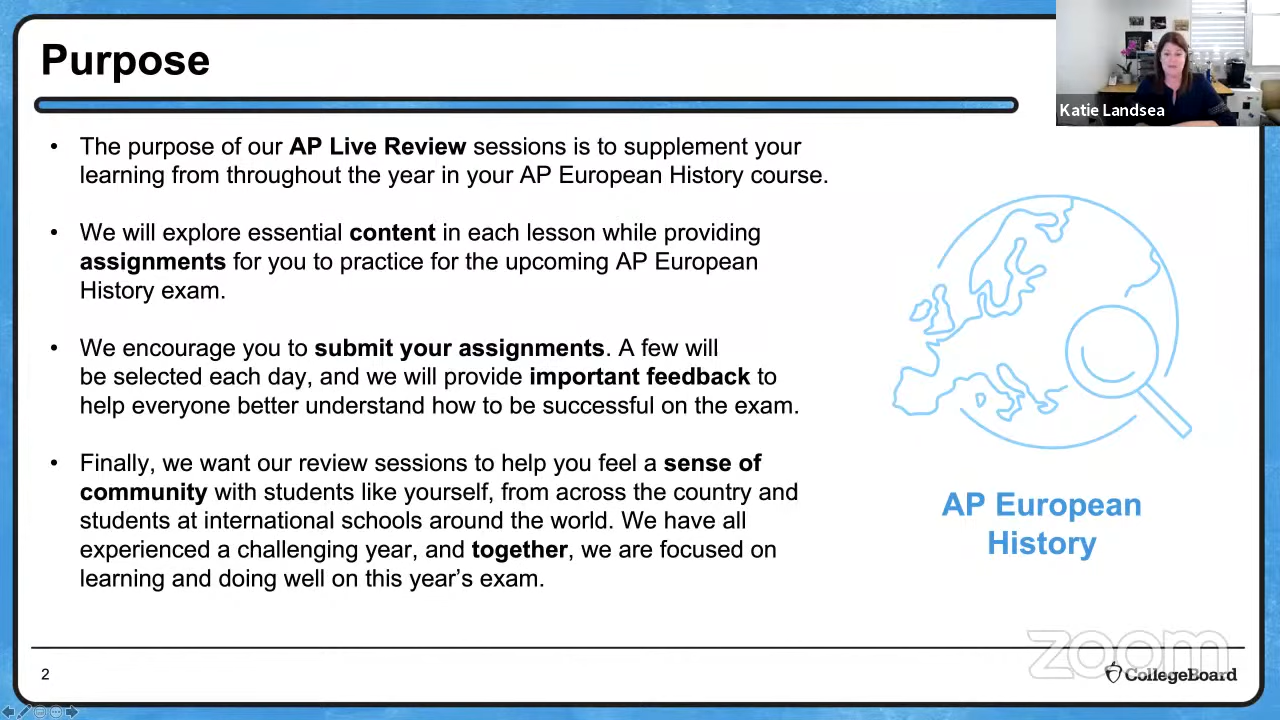 Purpose
Katie Landsea
• The purpose of our AP Live Review sessions is to supplement your
learning from throughout the year in your AP European History course.
• We will explore essential content in each lesson while providing
assignments for you to practice for the upcoming AP European
History exam.
• We encourage you to submit your assignments. A few will
be selected each day, and we will provide important feedback to
help everyone better understand how to be successful on the exam.
• Finally, we want our review sessions to help you feel a sense of
community with students like yourself, from across the country and
students at international schools around the world. We have all
experienced a challenging year, and together, we are focused on
learning and doing well on this year’s exam.
AP European
History
zoom
2
CollegeBoard